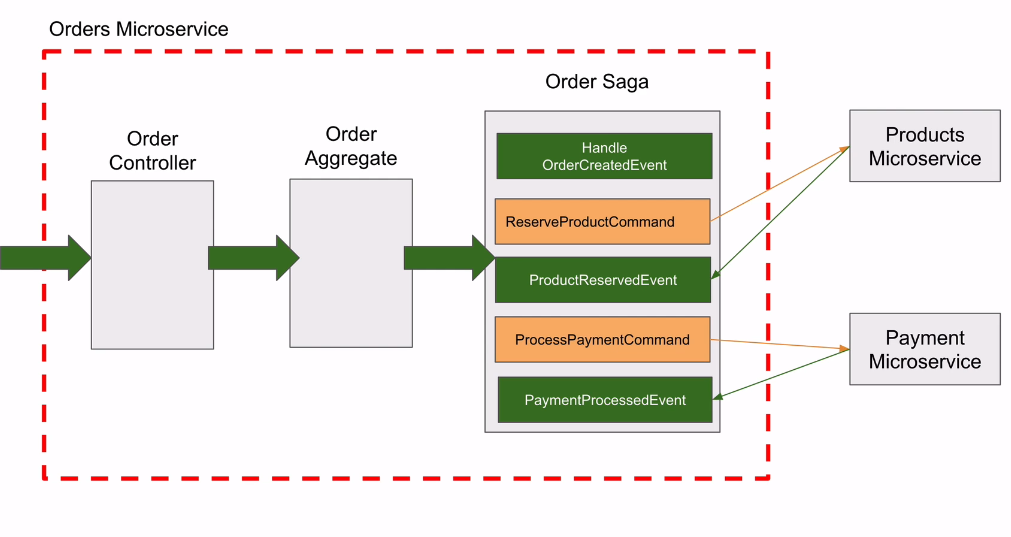 Orders Microservice
Order Saga
Order
Controller
Order
Aggregate
Handle
OrderCreatedEvent
ReserveProductCommand
ProductReservedEvent
ProcessPaymentCommand
PaymentProcessedEvent
Products
Microservice
Payment
Microservice